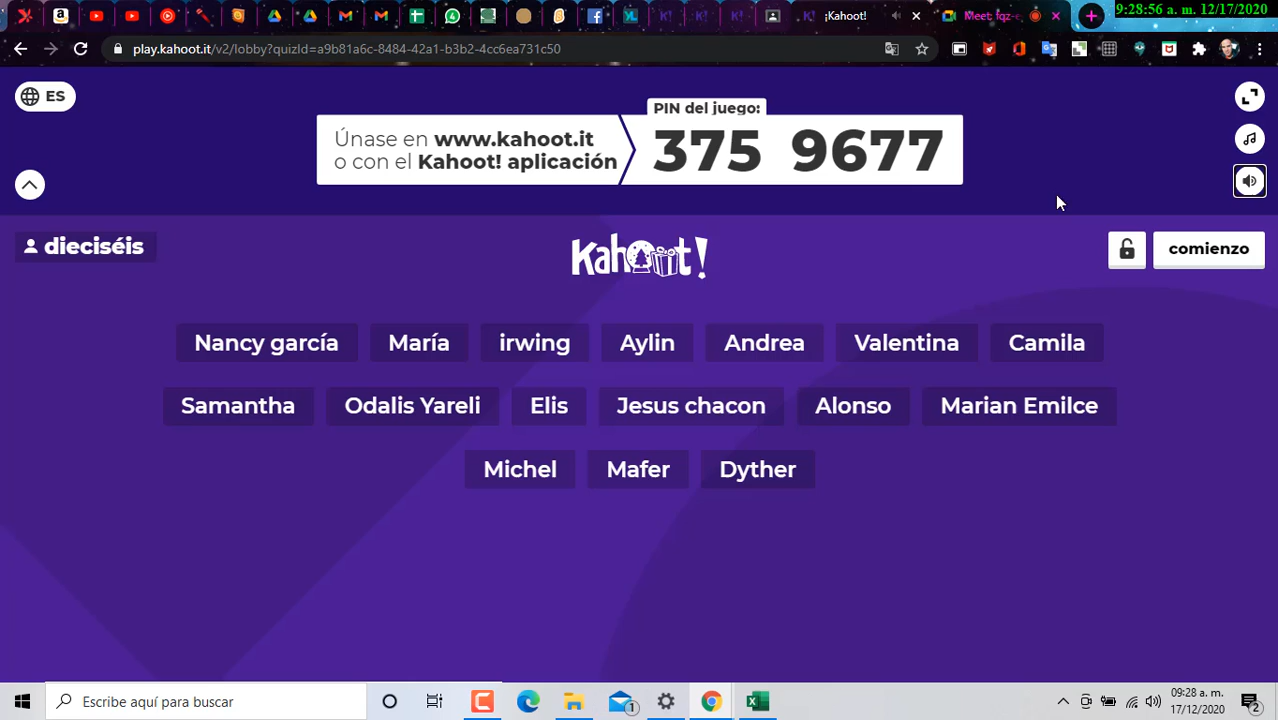 ¡Kahoot!
Meet: fqz-e
9:28:56 a. m. 12/17/2020
play.kahoot.it/v2/lobby?quizId=a9b81a6c-8484-42a1-b3b2-4cc6ea731c50
ES
PIN del juego:
Únase en www.kahoot.it
o con el Kahoot! aplicación
375 9677
dieciséis
Kahoot!
comienzo
Nancy garcía María irwing Aylin Andrea Valentina Camila
Samantha Odalis Yareli Elis Jesus chacon Alonso Marian Emilce
Michel Mafer Dyther
Escribe aquí para buscar
1
09:28 a. m.
17/12/2020
2